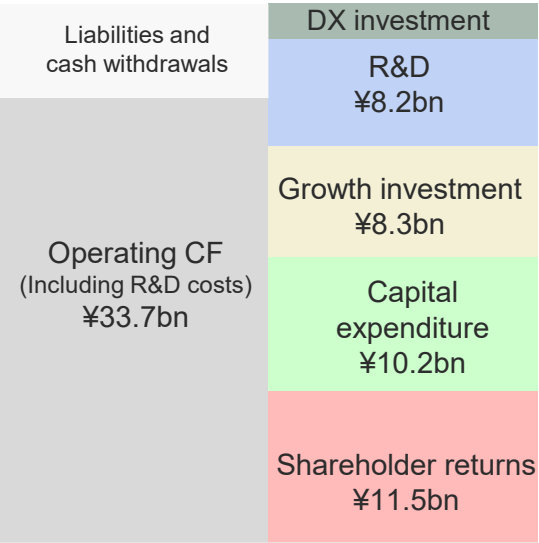 Liabilities and
cash withdrawals
Operating CF
(Including R&D costs)
¥33.7bn
DX investment
R&D
¥8.2bn
Growth investment
¥8.3bn
Capital
expenditure
¥10.2bn
Shareholder returns
¥11.5bn